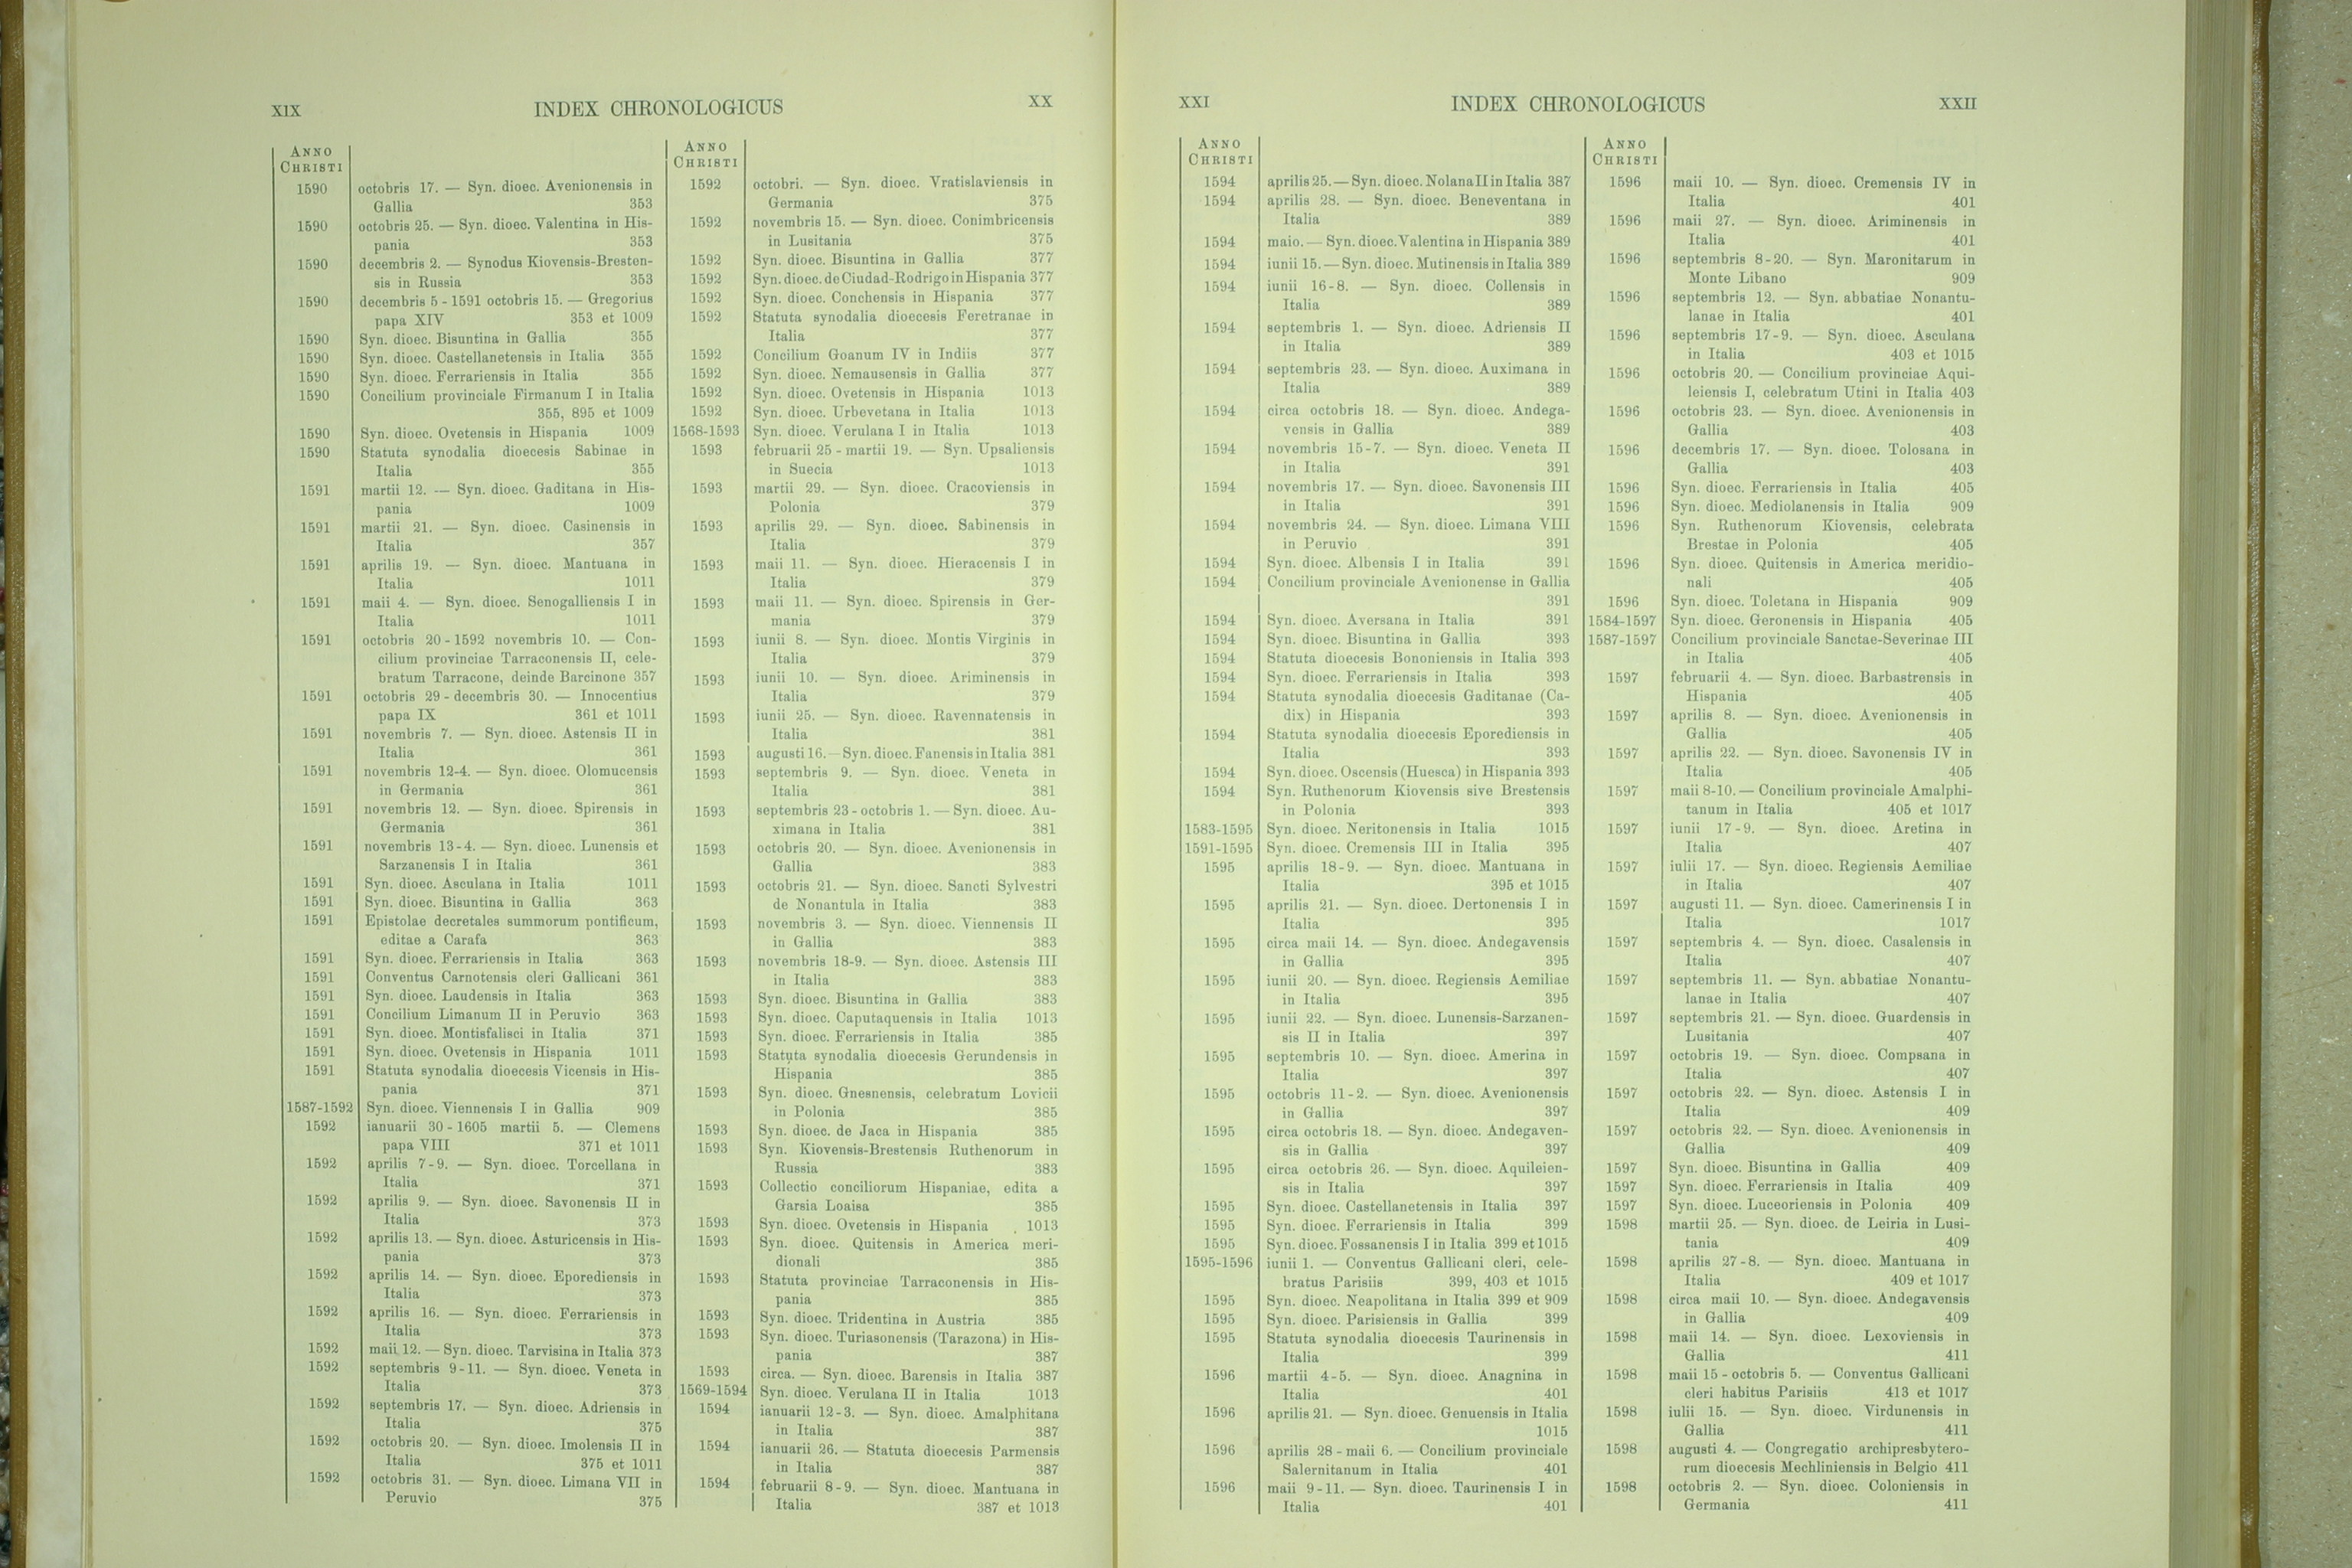 XIX
INDEX CHRONOLOGICUS
XX
ANNO
CHRISTI
1590 octobris 17. — Syn. dioec. Avenionensis in
Gallia 353
1590 octobris 25. — Syn. dioec. Valentina in His-
pania 353
1590 decembris 2. — Synodus Kiovensis-Bresten-
sis in Russia 353
1590 decembris 5 - 1591 octobris 15. — Gregorius
papa XIV 353 et 1009
1590 Syn. dioec. Bisuntina in Gallia 355
1590 Syn. dioec. Castellanetensis in Italia 355
1590 Syn. dioec. Ferrariensis in Italia 355
1590 Concilium provinciale Firmanum I in Italia
355, 895 et 1009
1590 Syn. dioec. Ovetensis in Hispania 1009
1590 Statuta synodalia dioecesis Sabinae in
Italia 355
1591 martii 12. — Syn. dioec. Gaditana in His-
pania 1009
1591 martii 21. — Syn. dioec. Casinensis in
Italia 357
1591 aprilis 19. — Syn. dioec. Mantuana in
Italia 1011
1591 maii 4. — Syn. dioec. Senogalliensis I in
Italia 1011
1591 octobris 20 - 1592 novembris 10. — Con-
cilium provinciae Tarraconensis II, cele-
bratum Tarracone, deinde Barcinone 357
1591 octobris 29 - decembris 30. — Innocentius
papa IX 361 et 1011
1591 novembris 7. — Syn. dioec. Astensis II in
Italia 361
1591 novembris 12-4. — Syn. dioec. Olomucensis
in Germania 361
1591 novembris 12. — Syn. dioec. Spirensis in
Germania 361
1591 novembris 13-4. — Syn. dioec. Lunensis et
Sarzanensis I in Italia 361
1591 Syn. dioec. Asculana in Italia 1011
1591 Syn. dioec. Bisuntina in Gallia 363
1591 Epistolae decretales summorum pontificum,
editae a Carafa 363
1591 Syn. dioec. Ferrariensis in Italia 363
1591 Conventus Carnotensis cleri Gallicani 361
1591 Syn. dioec. Laudensis in Italia 363
1591 Concilium Limanum II in Peruvio 363
1591 Syn. dioec. Montisfalisci in Italia 371
1591 Syn. dioec. Ovetensis in Hispania 1011
1591 Statuta synodalia dioecesis Vicensis in His-
pania 371
1587-1592 Syn. dioec. Viennensis I in Gallia 909
1592 ianuarii 30 - 1605 martii 5. — Clemens
papa VIII 371 et 1011
1592 aprilis 7-9. — Syn. dioec. Torcellana in
Italia 371
1592 aprilis 9. — Syn. dioec. Savonensis II in
Italia 373
1592 aprilis 13. — Syn. dioec. Asturicensis in His-
pania 373
1592 aprilis 14. — Syn. dioec. Eporediensis in
Italia 373
1592 aprilis 16. — Syn. dioec. Ferrariensis in
Italia 373
1592 maii 12. — Syn. dioec. Tarvisina in Italia 373
1592 septembris 9-11. — Syn. dioec. Veneta in
Italia 373
1592 septembris 17. — Syn. dioec. Adriensis in
Italia 375
1592 octobris 20. — Syn. dioec. Imolensis II in
Italia 375 et 1011
1592 octobris 31. — Syn. dioec. Limana VII in
Peruvio 375
ANNO
CHRISTI
1592 octobri. — Syn. dioec. Vratislaviensis in
Germania 375
1592 novembris 15. — Syn. dioec. Conimbricensis
in Lusitania 375
1592 Syn. dioec. Bisuntina in Gallia 377
1592 Syn. dioec. de Ciudad-Rodrigo in Hispania 377
1592 Syn. dioec. Conchensis in Hispania 377
1592 Statuta synodalia dioecesis Feretranae in
Italia 377
1592 Concilium Goanum IV in Indiis 377
1592 Syn. dioec. Nemausensis in Gallia 377
1592 Syn. dioec. Ovetensis in Hispania 1013
1592 Syn. dioec. Urbevetana in Italia 1013
1568-1593 Syn. dioec. Verulana I in Italia 1013
1593 februarii 25 - martii 19. — Syn. Upsaliensis
in Suecia 1013
1593 martii 29. — Syn. dioec. Cracoviensis in
Polonia 379
1593 aprilis 29. — Syn. dioec. Sabinensis in
Italia 379
1593 maii 11. — Syn. dioec. Hieracensis I in
Italia 379
1593 maii 11. — Syn. dioec. Spirensis in Ger-
mania 379
1593 iunii 8. — Syn. dioec. Montis Virginis in
Italia 379
1593 iunii 10. — Syn. dioec. Ariminensis in
Italia 379
1593 iunii 25. — Syn. dioec. Ravennatensis in
Italia 381
1593 augusti 16. — Syn. dioec. Fanensis in Italia 381
1593 septembris 9. — Syn. dioec. Veneta in
Italia 381
1593 septembris 23 - octobris 1. — Syn. dioec. Au-
ximana in Italia 381
1593 octobris 20. — Syn. dioec. Avenionensis in
Gallia 383
1593 octobris 21. — Syn. dioec. Sancti Sylvestri
de Nonantula in Italia 383
1593 novembris 3. — Syn. dioec. Viennensis II
in Gallia 383
1593 novembris 18-9. — Syn. dioec. Astensis III
in Italia 383
1593 Syn. dioec. Bisuntina in Gallia 383
1593 Syn. dioec. Caputaquensis in Italia 1013
1593 Syn. dioec. Ferrariensis in Italia 385
1593 Statuta synodalia dioecesis Gerundensis in
Hispania 385
1593 Syn. dioec. Gnesnensis, celebratum Lovicii
in Polonia 385
1593 Syn. dioec. de Jaca in Hispania 385
1593 Syn. Kiovensis-Brestensis Ruthenorum in
Russia 383
1593 Collectio conciliorum Hispaniae, edita a
Garsia Loaisa 385
1593 Syn. dioec. Ovetensis in Hispania 1013
1593 Syn. dioec. Quitensis in America meri-
dionali 385
1593 Statuta provinciae Tarraconensis in His-
pania 385
1593 Syn. dioec. Tridentina in Austria 385
1593 Syn. dioec. Turiasonensis (Tarazona) in His-
pania 387
1593 circa. — Syn. dioec. Barensis in Italia 387
1569-1594 Syn. dioec. Verulana II in Italia 1013
1594 ianuarii 12-3. — Syn. dioec. Amalphitana
in Italia 387
1594 ianuarii 26. — Statuta dioecesis Parmensis
in Italia 387
1594 februarii 8-9. — Syn. dioec. Mantuana in
Italia 387 et 1013
XXI
INDEX CHRONOLOGICUS
XXII
ANNO
CHRISTI
1594 aprilis 25. — Syn. dioec. Nolana II in Italia 387
1594 aprilis 28. — Syn. dioec. Beneventana in
Italia 389
1594 maio. — Syn. dioec. Valentina in Hispania 389
1594 iunii 15. — Syn. dioec. Mutinensis in Italia 389
1594 iunii 16-8. — Syn. dioec. Collensis in
Italia 389
1594 septembris 1. — Syn. dioec. Adriensis II
in Italia 389
1594 septembris 23. — Syn. dioec. Auximana in
Italia 389
1594 circa octobris 18. — Syn. dioec. Andega-
vensis in Gallia 389
1594 novembris 15-7. — Syn. dioec. Veneta II
in Italia 391
1594 novembris 17. — Syn. dioec. Savonensis III
in Italia 391
1594 novembris 24. — Syn. dioec. Limana VIII
in Peruvio 391
1594 Syn. dioec. Albensis I in Italia 391
1594 Concilium provinciale Avenionense in Gallia
391
1594 Syn. dioec. Aversana in Italia 391
1594 Syn. dioec. Bisuntina in Gallia 393
1594 Statuta dioecesis Bononiensis in Italia 393
1594 Syn. dioec. Ferrariensis in Italia 393
1594 Statuta synodalia dioecesis Gaditanae (Ca-
dix) in Hispania 393
1594 Statuta synodalia dioecesis Eporediensis in
Italia 393
1594 Syn. dioec. Oscensis (Huesca) in Hispania 393
1594 Syn. Ruthenorum Kiovensis sive Brestensis
in Polonia 393
1583-1595 Syn. dioec. Neritonensis in Italia 1015
1591-1595 Syn. dioec. Cremensis III in Italia 395
1595 aprilis 18-9. — Syn. dioec. Mantuana in
Italia 395 et 1015
1595 aprilis 21. — Syn. dioec. Dertonensis I in
Italia 395
1595 circa maii 14. — Syn. dioec. Andegavensis
in Gallia 395
1595 iunii 20. — Syn. dioec. Regiensis Aemiliae
in Italia 395
1595 iunii 22. — Syn. dioec. Lunensis-Sarzanen-
sis II in Italia 397
1595 septembris 10. — Syn. dioec. Amerina in
Italia 397
1595 octobris 11-2. — Syn. dioec. Avenionensis
in Gallia 397
1595 circa octobris 18. — Syn. dioec. Andegaven-
sis in Gallia 397
1595 circa octobris 26. — Syn. dioec. Aquileien-
sis in Italia 397
1595 Syn. dioec. Castellanetensis in Italia 397
1595 Syn. dioec. Ferrariensis in Italia 399
1595 Syn. dioec. Fossanensis I in Italia 399 et 1015
1595-1596 iunii 1. — Conventus Gallicani cleri, cele-
bratus Parisiis 399, 403 et 1015
1595 Syn. dioec. Neapolitana in Italia 399 et 909
1595 Syn. dioec. Parisiensis in Gallia 399
1595 Statuta synodalia dioecesis Taurinensis in
Italia 399
1596 martii 4-5. — Syn. dioec. Anagnina in
Italia 401
1596 aprilis 21. — Syn. dioec. Genuensis in Italia
1015
1596 aprilis 28 - maii 6. — Concilium provinciale
Salernitanum in Italia 401
1596 maii 9-11. — Syn. dioec. Taurinensis I in
Italia 401
ANNO
CHRISTI
1596 maii 10. — Syn. dioec. Cremensis IV in
Italia 401
1596 maii 27. — Syn. dioec. Ariminensis in
Italia 401
1596 septembris 8-20. — Syn. Maronitarum in
Monte Libano 909
1596 septembris 12. — Syn. abbatiae Nonantu-
lanae in Italia 401
1596 septembris 17-9. — Syn. dioec. Asculana
in Italia 403 et 1015
1596 octobris 20. — Concilium provinciae Aqui-
leiensis I, celebratum Utini in Italia 403
1596 octobris 23. — Syn. dioec. Avenionensis in
Gallia 403
1596 decembris 17. — Syn. dioec. Tolosana in
Gallia 403
1596 Syn. dioec. Ferrariensis in Italia 405
1596 Syn. dioec. Mediolanensis in Italia 909
1596 Syn. Ruthenorum Kiovensis, celebrata
Brestae in Polonia 405
1596 Syn. dioec. Quitensis in America meridio-
nali 405
1596 Syn. dioec. Toletana in Hispania 909
1584-1597 Syn. dioec. Geronensis in Hispania 405
1587-1597 Concilium provinciale Sanctae-Severinae III
in Italia 405
1597 februarii 4. — Syn. dioec. Barbastrensis in
Hispania 405
1597 aprilis 8. — Syn. dioec. Avenionensis in
Gallia 405
1597 aprilis 22. — Syn. dioec. Savonensis IV in
Italia 405
1597 maii 8-10. — Concilium provinciale Amalphi-
tanum in Italia 405 et 1017
1597 iunii 17-9. — Syn. dioec. Aretina in
Italia 407
1597 iulii 17. — Syn. dioec. Regiensis Aemiliae
in Italia 407
1597 augusti 11. — Syn. dioec. Camerinensis I in
Italia 1017
1597 septembris 4. — Syn. dioec. Casalensis in
Italia 407
1597 septembris 11. — Syn. abbatiae Nonantu-
lanae in Italia 407
1597 septembris 21. — Syn. dioec. Guardensis in
Lusitania 407
1597 octobris 19. — Syn. dioec. Compsana in
Italia 407
1597 octobris 22. — Syn. dioec. Astensis I in
Italia 409
1597 octobris 22. — Syn. dioec. Avenionensis in
Gallia 409
1597 Syn. dioec. Bisuntina in Gallia 409
1597 Syn. dioec. Ferrariensis in Italia 409
1597 Syn. dioec. Luceoriensis in Polonia 409
1598 martii 25. — Syn. dioec. de Leiria in Lusi-
tania 409
1598 aprilis 27-8. — Syn. dioec. Mantuana in
Italia 409 et 1017
1598 circa maii 10. — Syn. dioec. Andegavensis
in Gallia 409
1598 maii 14. — Syn. dioec. Lexoviensis in
Gallia 411
1598 maii 15 - octobris 5. — Conventus Gallicani
cleri habitus Parisiis 413 et 1017
1598 iulii 15. — Syn. dioec. Virdunensis in
Gallia 411
1598 augusti 4. — Congregatio archipresbytero-
rum dioecesis Mechliniensis in Belgio 411
1598 octobris 2. — Syn. dioec. Coloniensis in
Germania 411